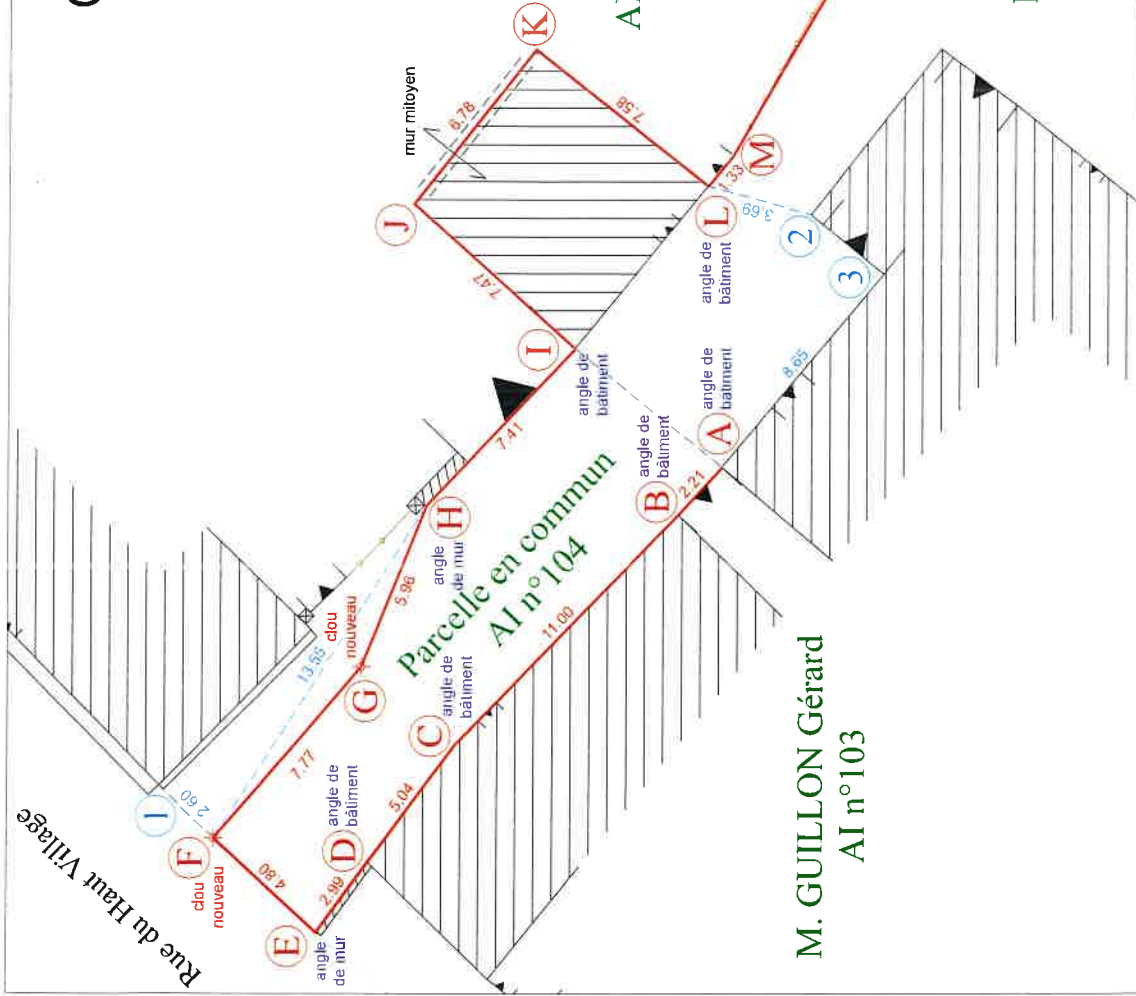 Rue du Haut Village
mur mitoyen
K
J
6.78
7.58
7.47
I
angle de
bâtiment
7.41
H
angle
de mur
5.96
13.55
clou
nouveau
G
7.77
1
2.60
F
clou
nouveau
4.80
E
angle
de mur
2.99
D
angle de
bâtiment
5.04
C
angle de
bâtiment
11.00
Parcelle en commun
AI n°104
B
angle de
bâtiment
2.21
A
angle de
bâtiment
8.65
L
angle de
bâtiment
1.33
M
3.69
2
3
M. GUILLON Gérard
AI n°103